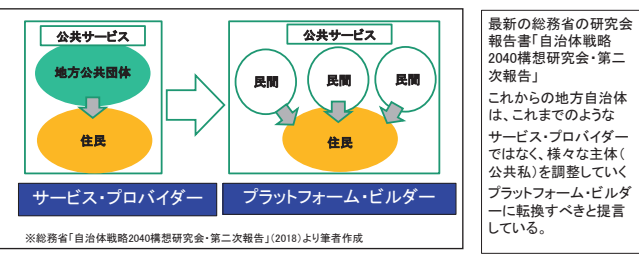 公共サービス
地方公共団体
住民
サービス・プロバイダー
公共サービス
民間
民間
民間
住民
プラットフォーム・ビルダー
※総務省「自治体戦略2040構想研究会・第二次報告」(2018)より筆者作成
最新の総務省の研究会
報告書「自治体戦略
2040構想研究会・第二
次報告」
これからの地方自治体
は、これまでのような
サービス・プロバイダー
ではなく、様々な主体(
公共私)を調整していく
プラットフォーム・ビルダ
ーに転換すべきと提言
している。